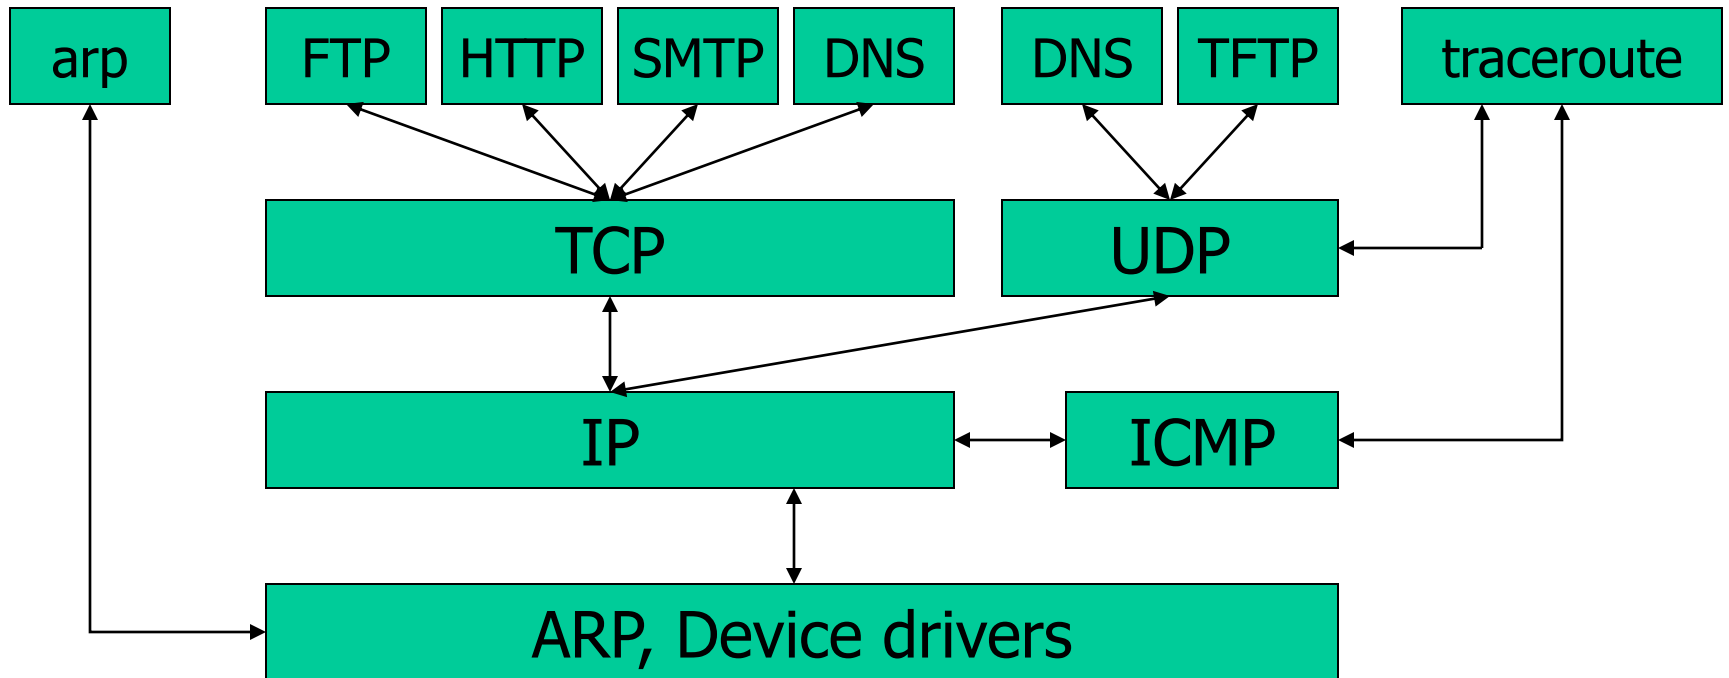 arp
FTP
HTTP
SMTP
DNS
DNS
TFTP
traceroute
TCP
UDP
IP
ICMP
ARP, Device drivers